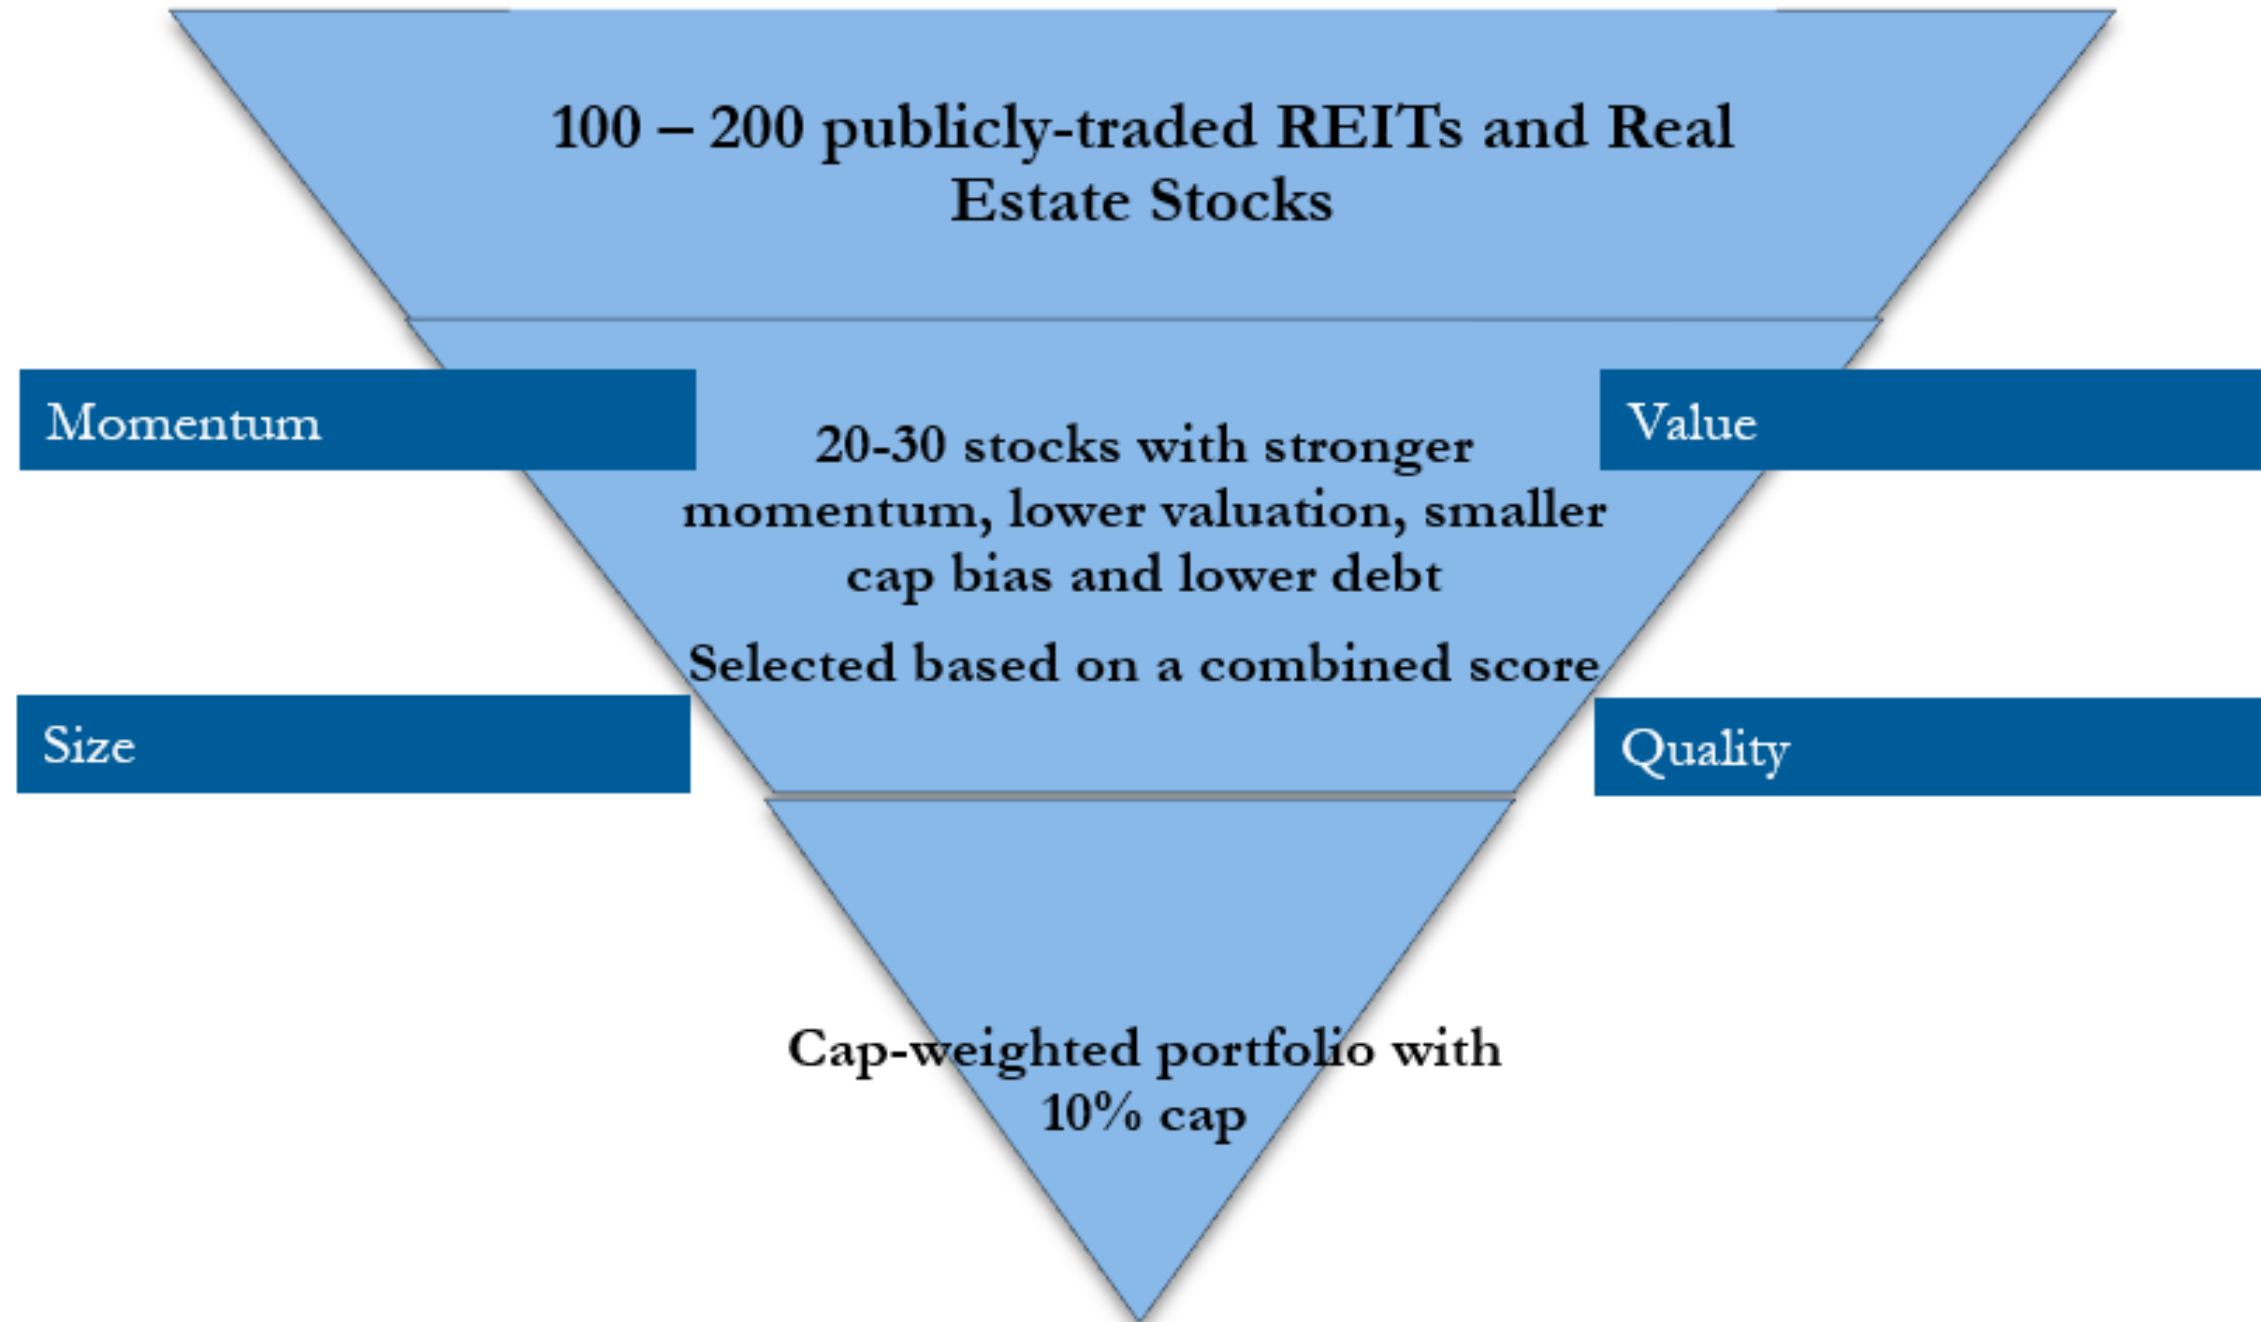 100 – 200 publicly-traded REITs and Real
Estate Stocks
Momentum
Value
20-30 stocks with stronger
momentum, lower valuation, smaller
cap bias and lower debt
Selected based on a combined score
Size
Quality
Cap-weighted portfolio with
10% cap